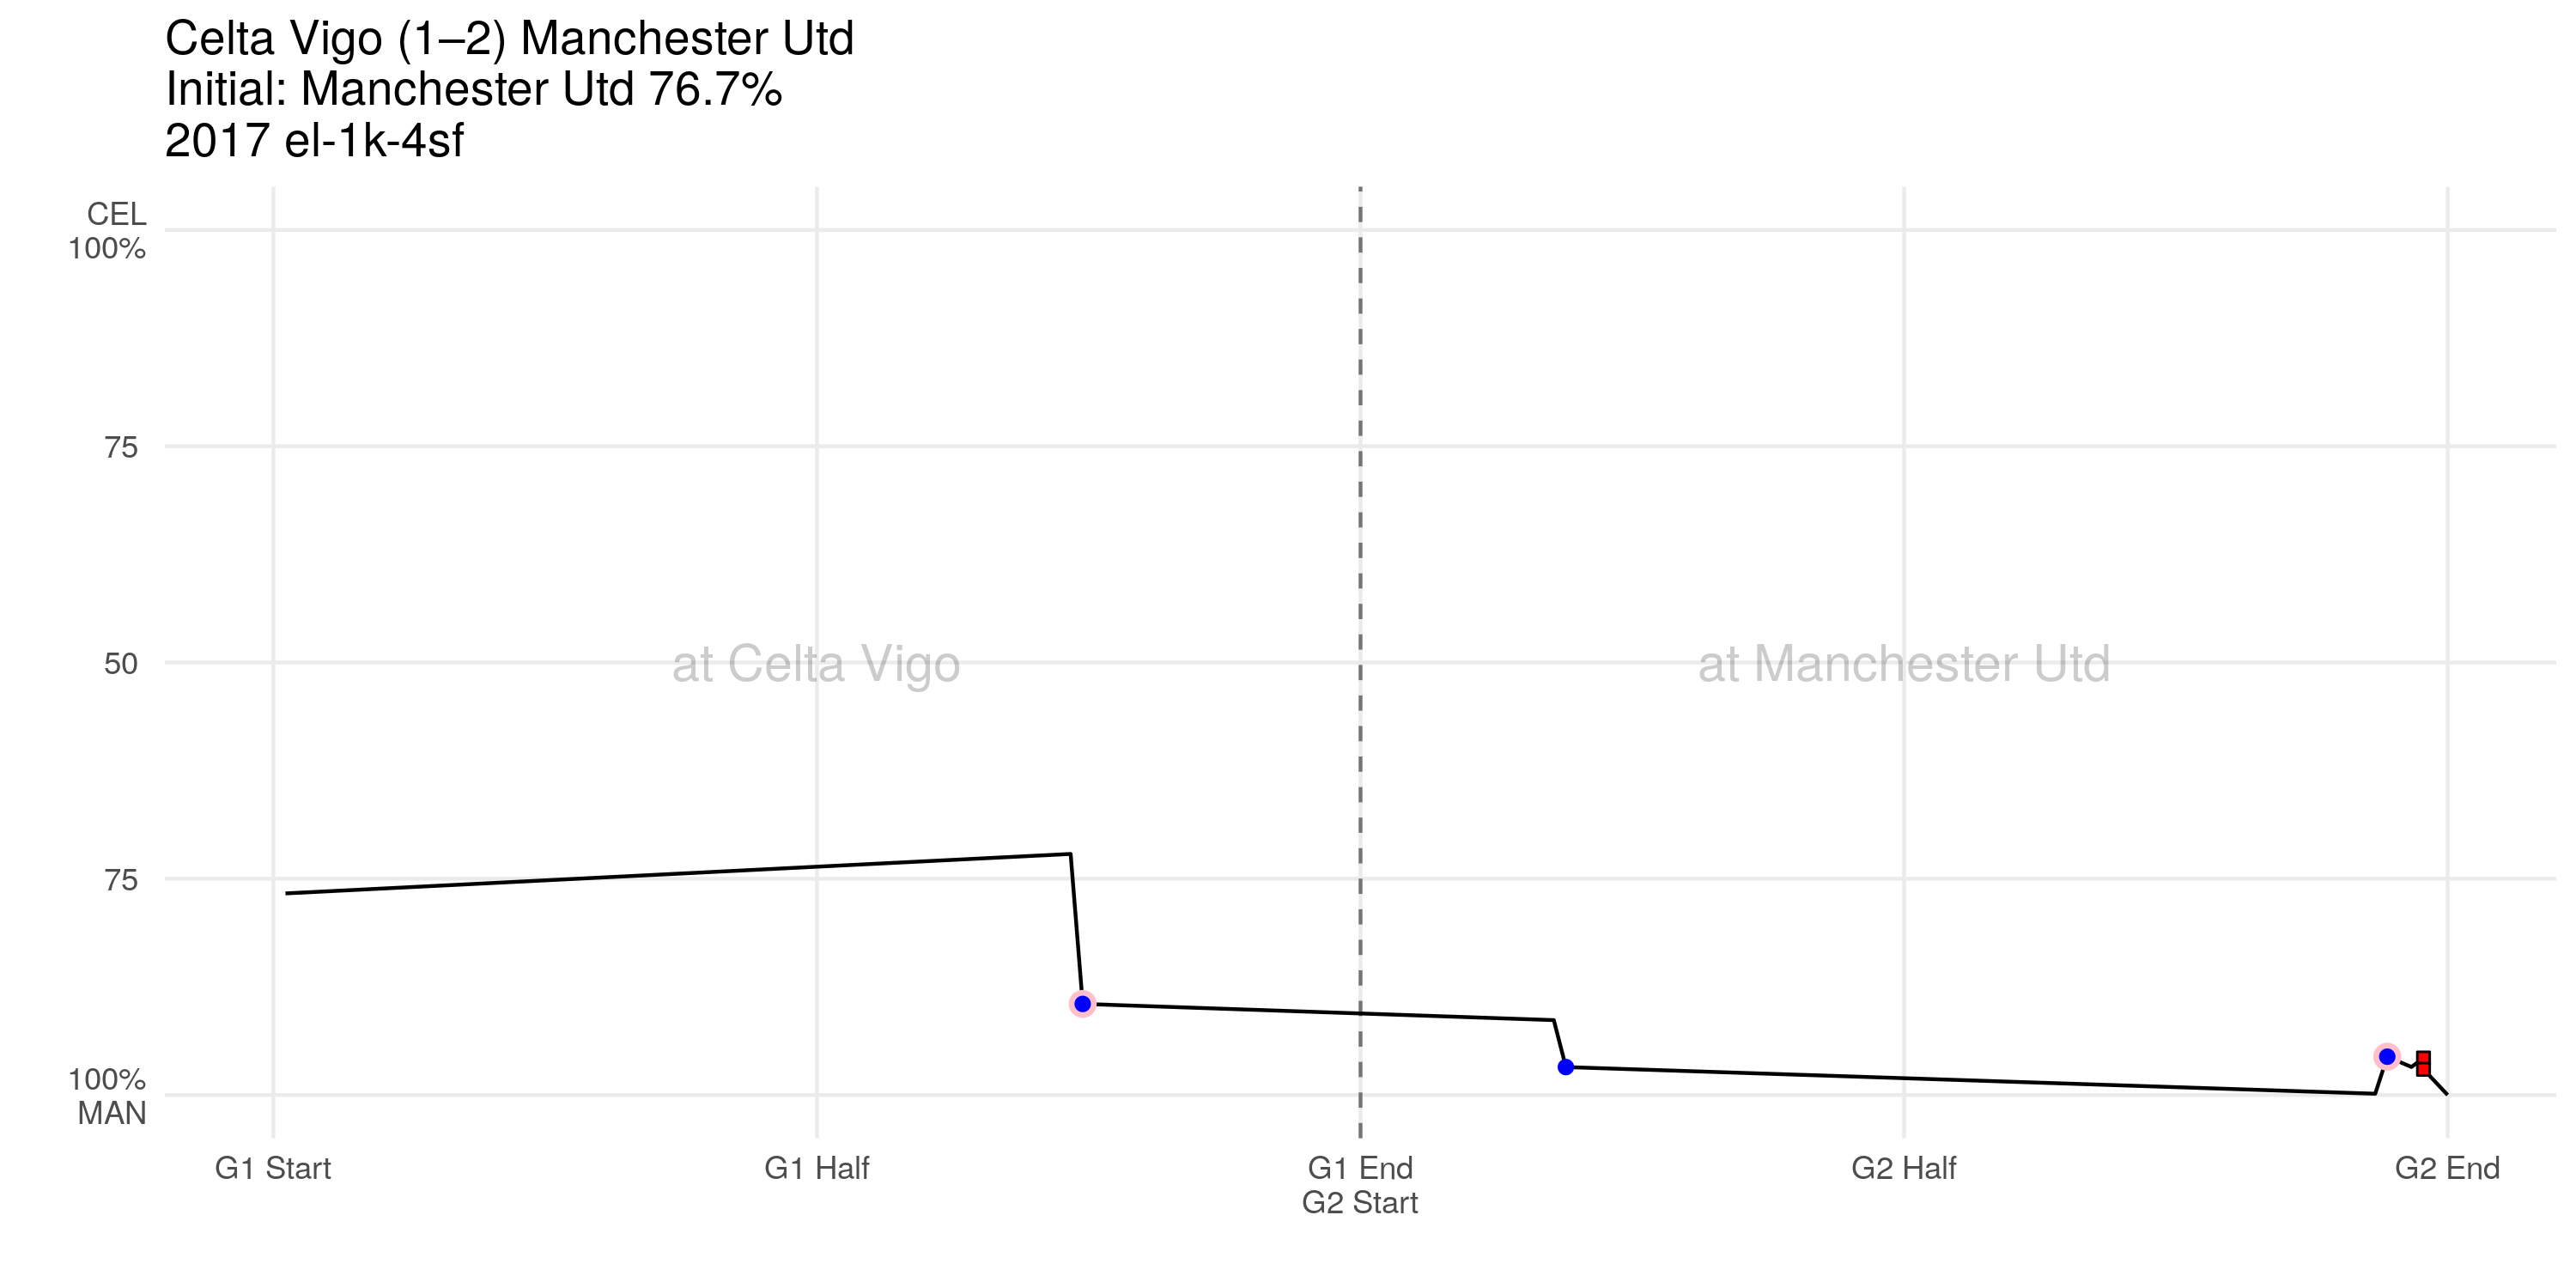 Celta Vigo (1–2) Manchester Utd
Initial: Manchester Utd 76.7%
2017 el-1k-4sf
CEL
100%
75
50
75
100%
MAN
at Celta Vigo
at Manchester Utd
G1 Start
G1 Half
G1 End
G2 Start
G2 Half
G2 End